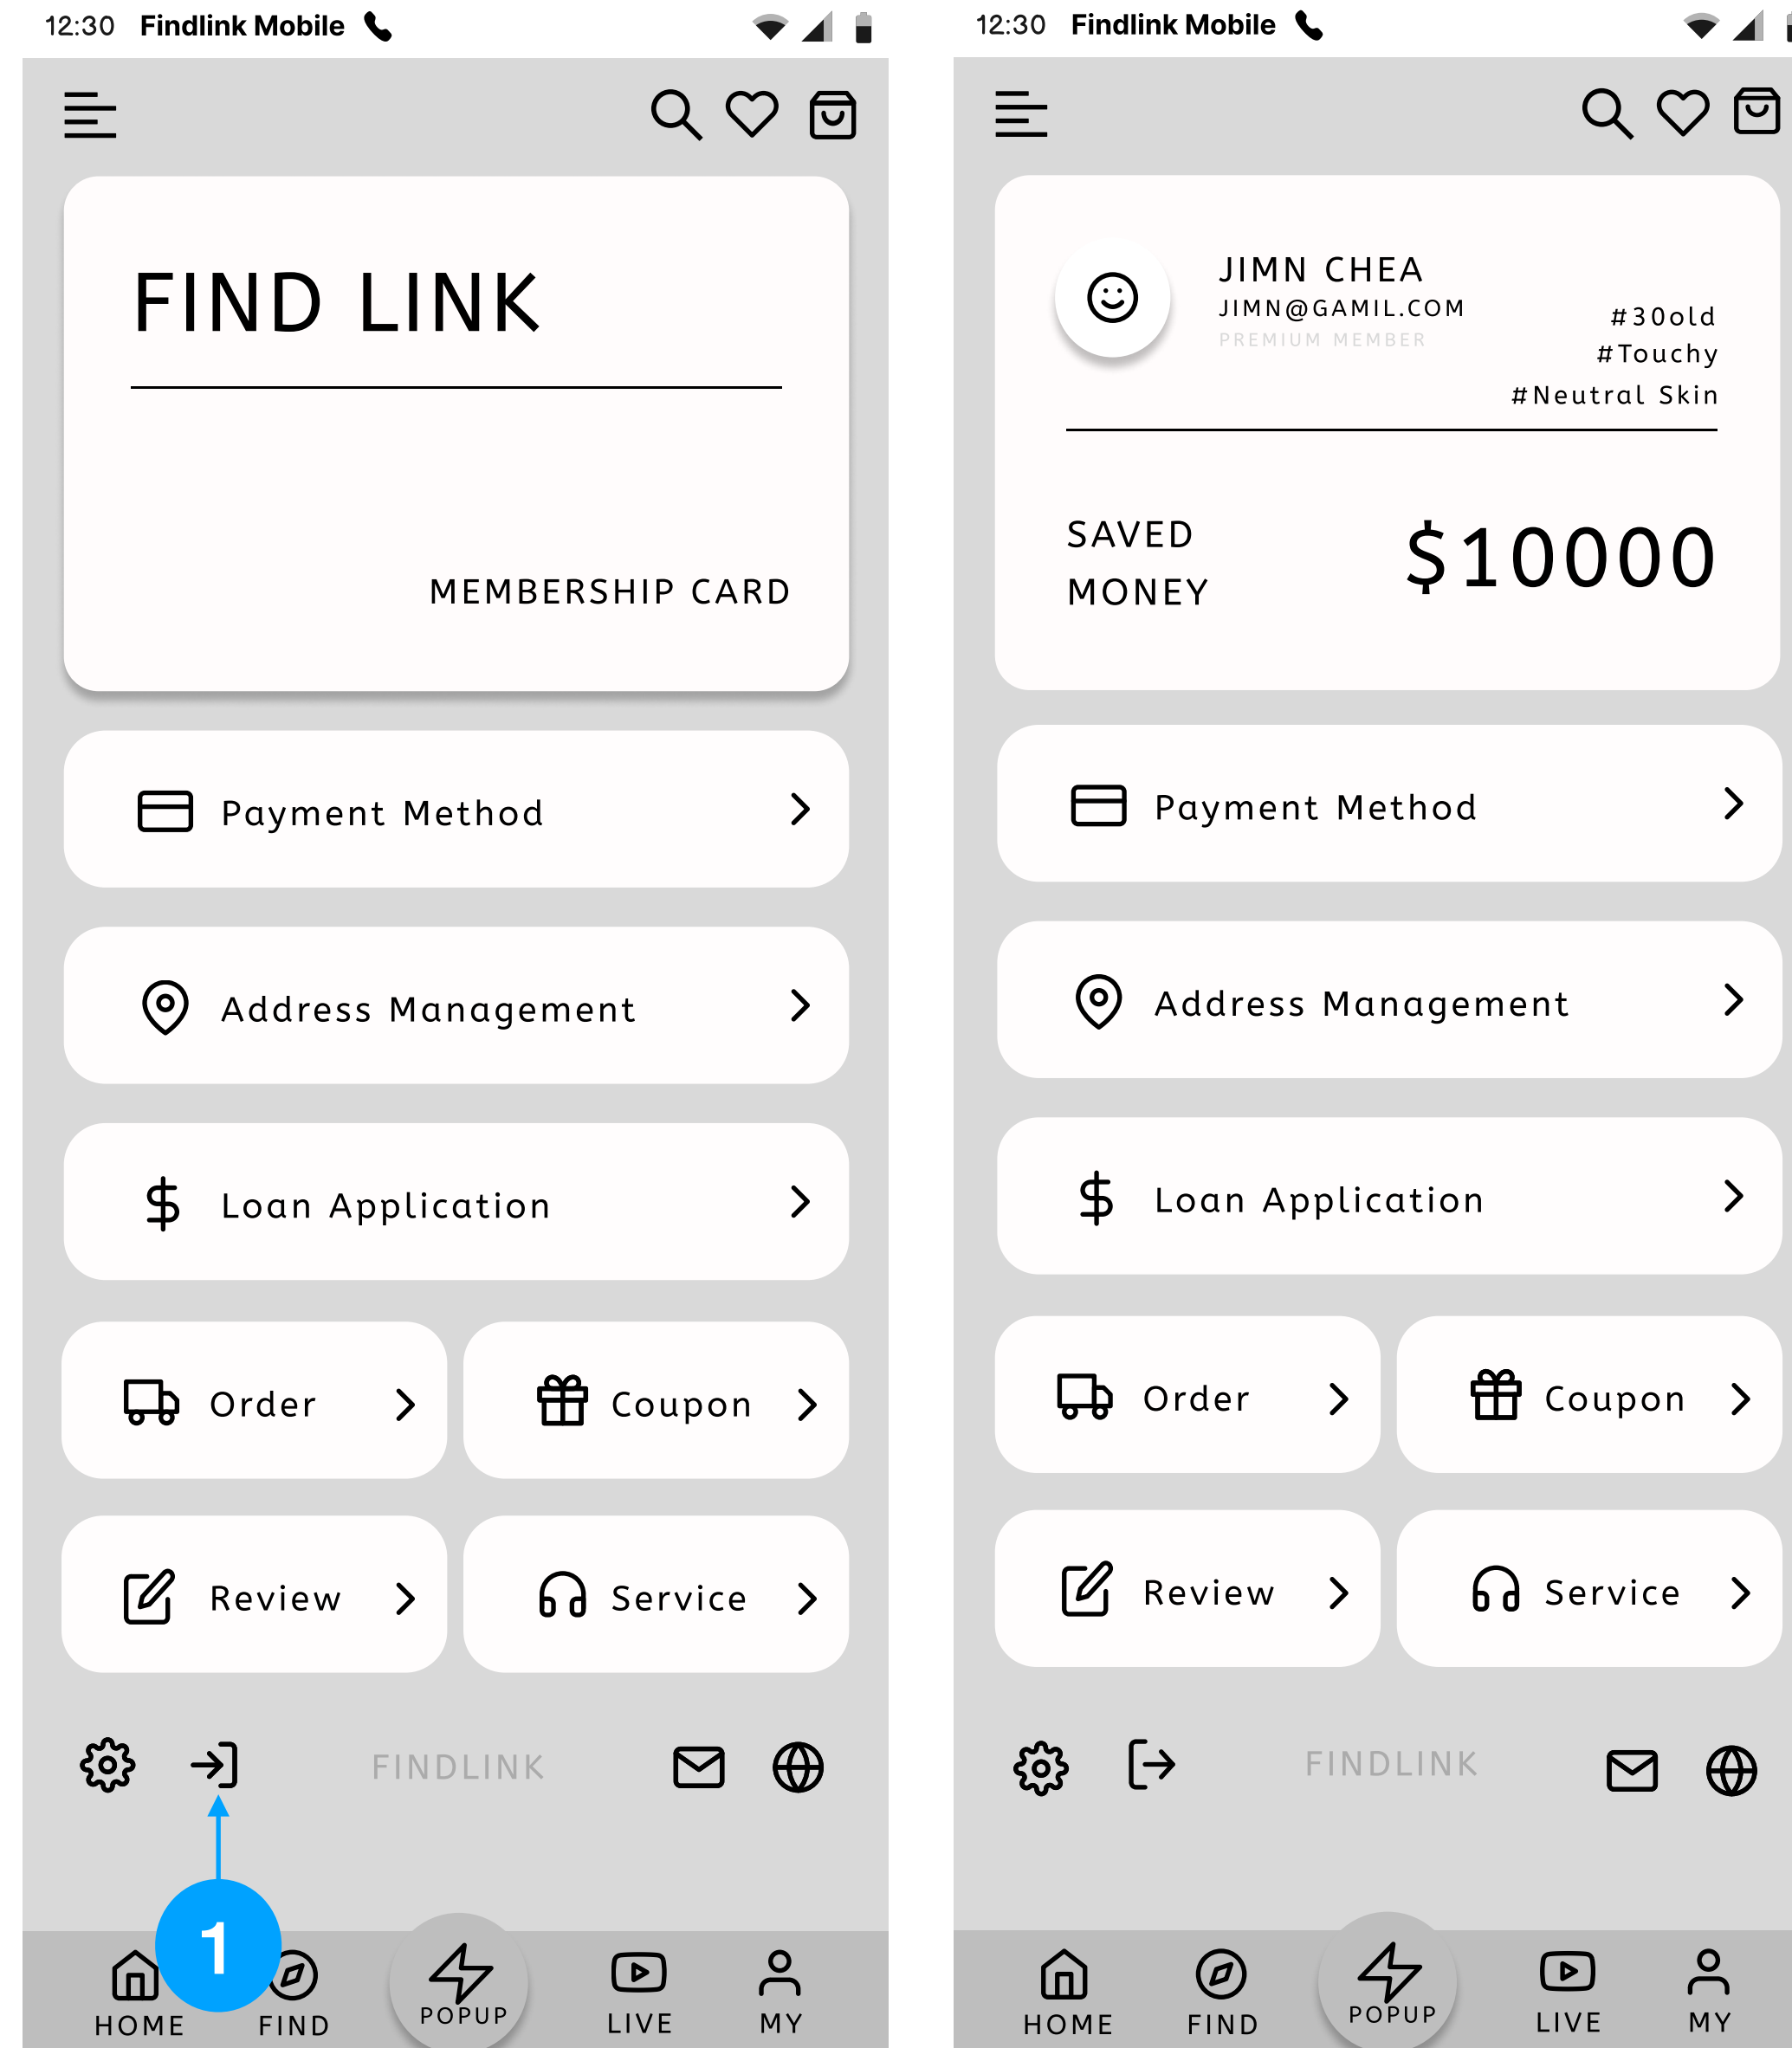 12:30 Findlink Mobile
FIND LINK
MEMBERSHIP CARD
Payment Method
Address Management
Loan Application
Order
Coupon
Review
Service
FINDLINK
1
HOME
FIND
POPUP
LIVE
MY
12:30 Findlink Mobile
JIMN CHEA
JIMN@GAMIL.COM
PREMIUM MEMBER
#30old
#Touchy
#Neutral Skin
SAVED
MONEY
$10000
Payment Method
Address Management
Loan Application
Order
Coupon
Review
Service
FINDLINK
HOME
FIND
POPUP
LIVE
MY